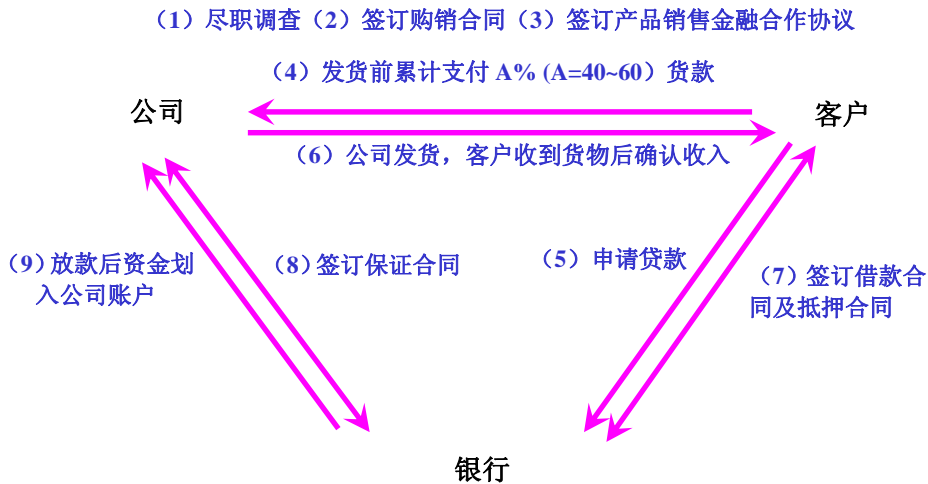 （1）尽职调查（2）签订购销合同（3）签订产品销售金融合作协议
（4）发货前累计支付 A% (A=40~60）货款
公司
客户
（6）公司发货，客户收到货物后确认收入
（9）放款后资金划
入公司账户
（8）签订保证合同
（5）申请贷款
（7）签订借款合
同及抵押合同
银行